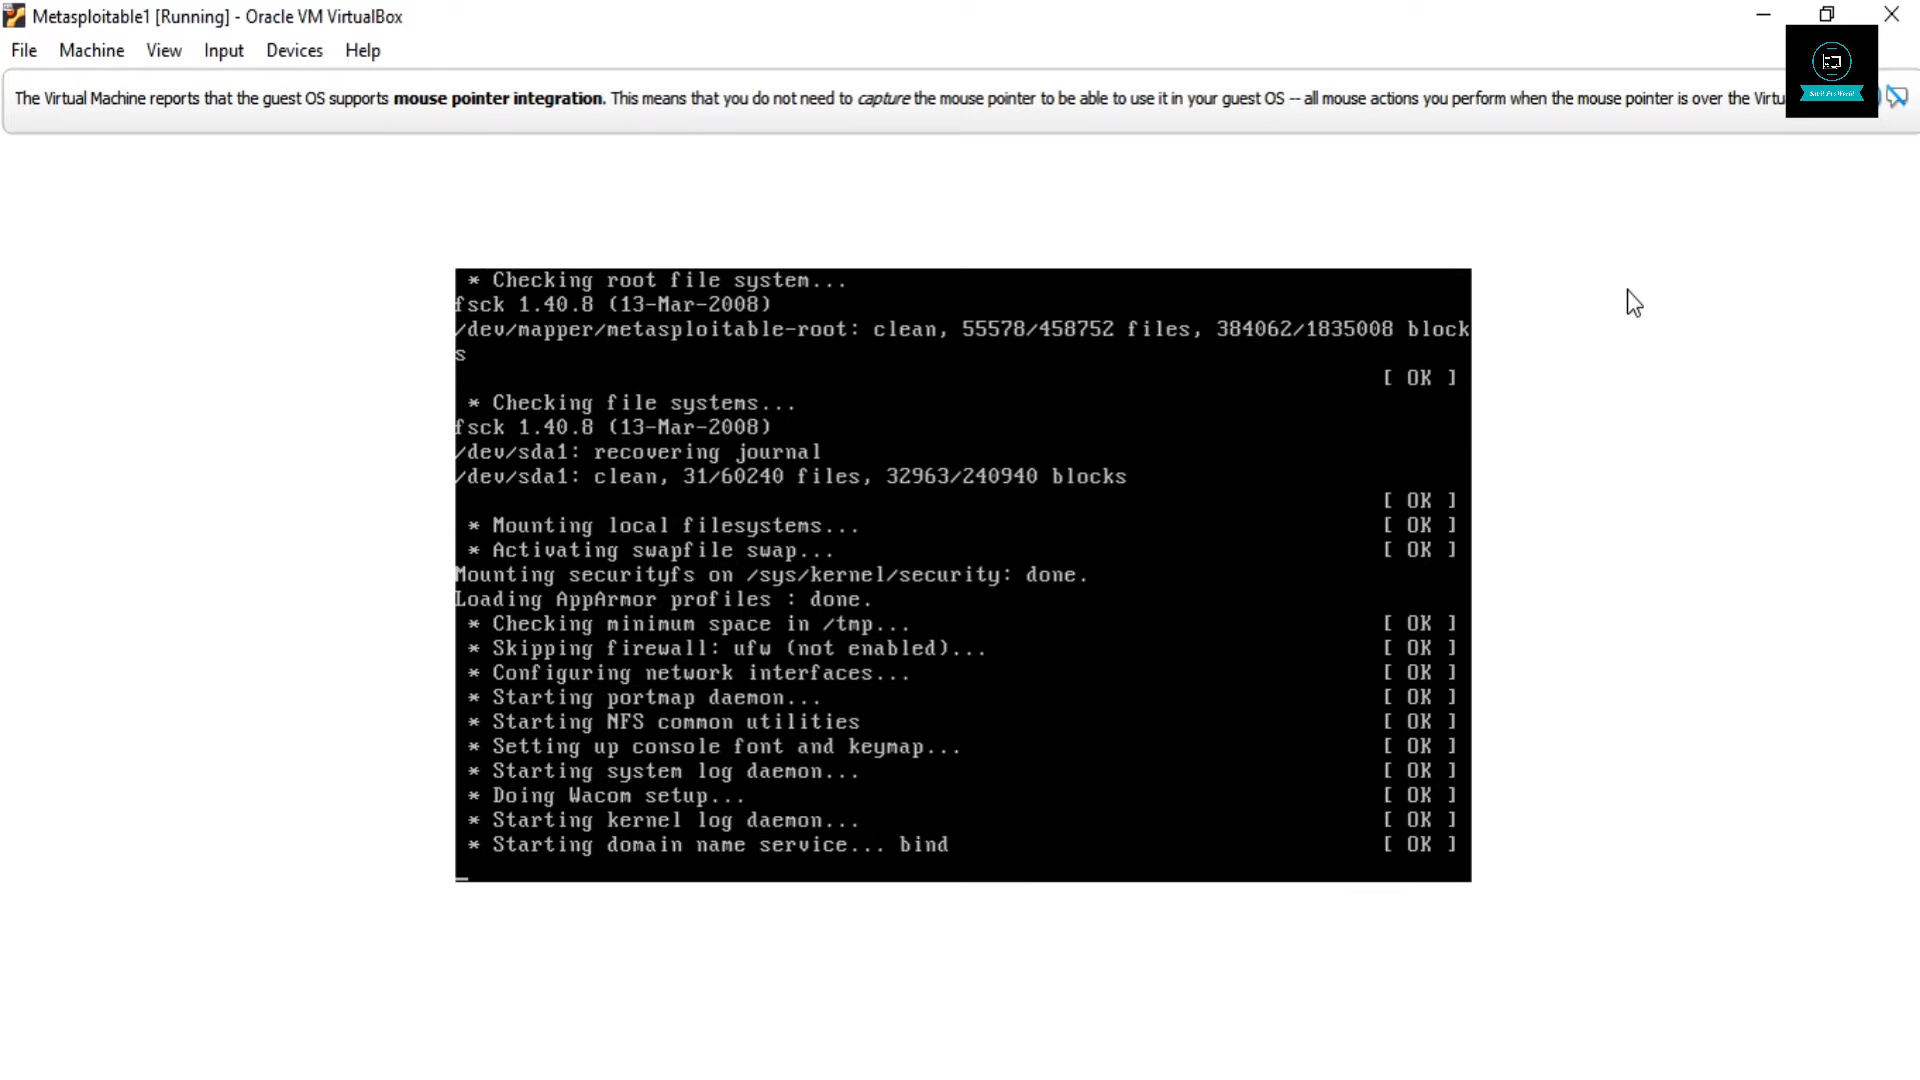 Metasploitable1 [Running] - Oracle VM VirtualBox
File Machine View Input Devices Help
The Virtual Machine reports that the guest OS supports mouse pointer integration. This means that you do not need to capture the mouse pointer to be able to use it in your guest OS -- all mouse actions you perform when the mouse pointer is over the Virtu
* Checking root file system...
fsck 1.40.8 (13-Mar-2008)
/dev/mapper/metasploitable-root: clean, 55578/458752 files, 384062/1835008 block
s
[ OK ]
* Checking file systems...
fsck 1.40.8 (13-Mar-2008)
/dev/sda1: recovering journal
/dev/sda1: clean, 31/60240 files, 32963/240940 blocks
[ OK ]
* Mounting local filesystems... [ OK ]
* Activating swapfile swap... [ OK ]
Mounting securityfs on /sys/kernel/security: done.
Loading AppArmor profiles : done.
* Checking minimum space in /tmp... [ OK ]
* Skipping firewall: ufw (not enabled)... [ OK ]
* Configuring network interfaces... [ OK ]
* Starting portmap daemon... [ OK ]
* Starting NFS common utilities [ OK ]
* Setting up console font and keymap... [ OK ]
* Starting system log daemon... [ OK ]
* Doing Wacom setup... [ OK ]
* Starting kernel log daemon... [ OK ]
* Starting domain name service... bind [ OK ]